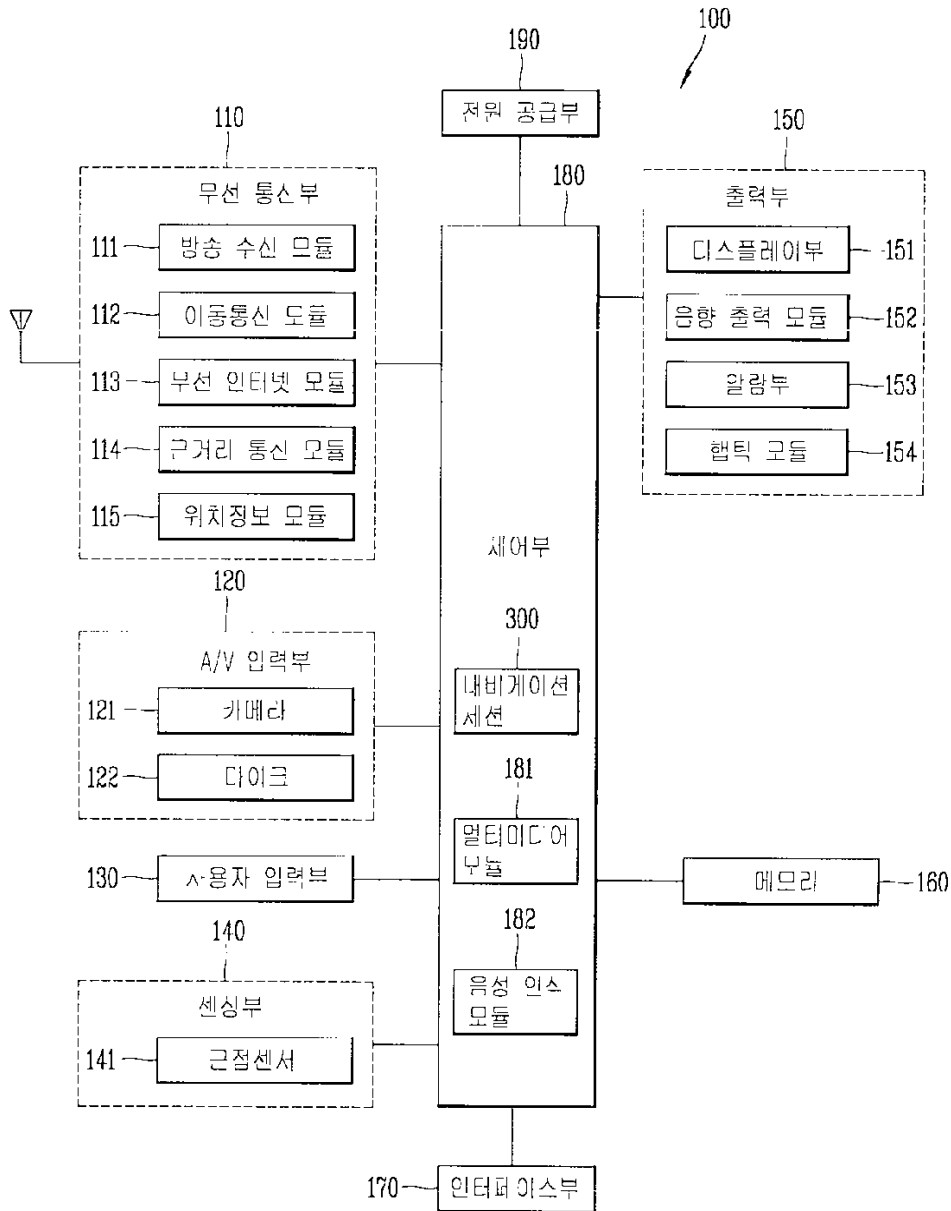 100
190
전원 공급부
110
무선 통신부
111
방송 수신 모듈
112
이동통신 모듈
113
무선 인터넷 모듈
114
근거리 통신 모듈
115
위치정보 모듈
120
A/V 입력부
121
카메라
122
마이크
130
사용자 입력부
140
센싱부
141
근접센서
180
제어부
300
내비게이션
세션
181
멀티미디어
모듈
182
음성 인식
모듈
150
출력부
디스플레이부
151
음향 출력 모듈
152
알람부
153
햅틱 모듈
154
메모리
160
170
인터페이스부